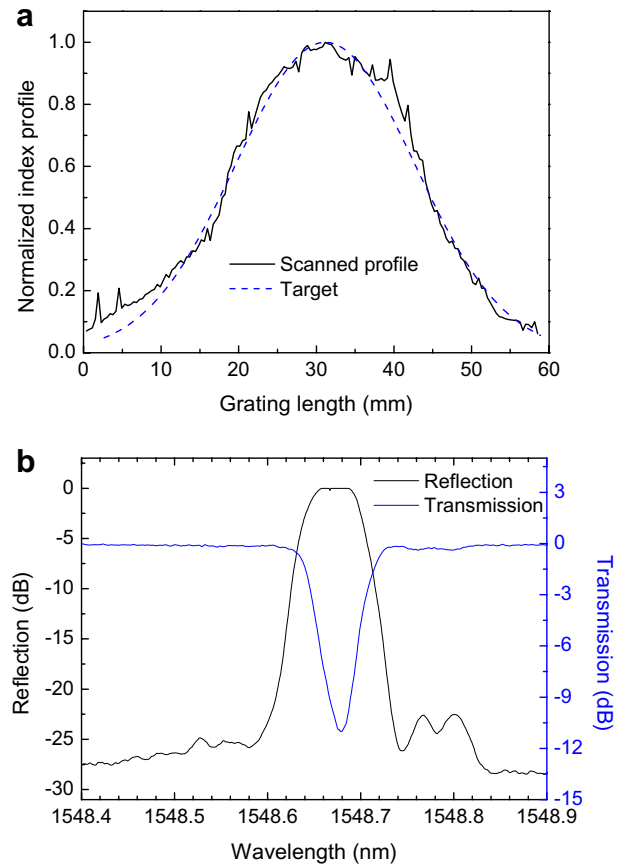 a
1.0
0.8
0.6
0.4
0.2
0.0
Normalized index profile
Scanned profile
Target
0 10 20 30 40 50 60
Grating length (mm)
b
0
-5
-10
-15
-20
-25
-30
Reflection (dB)
Reflection
Transmission
3
0
-3
-6
-9
-12
-15
Transmission (dB)
1548.4 1548.5 1548.6 1548.7 1548.8 1548.9
Wavelength (nm)